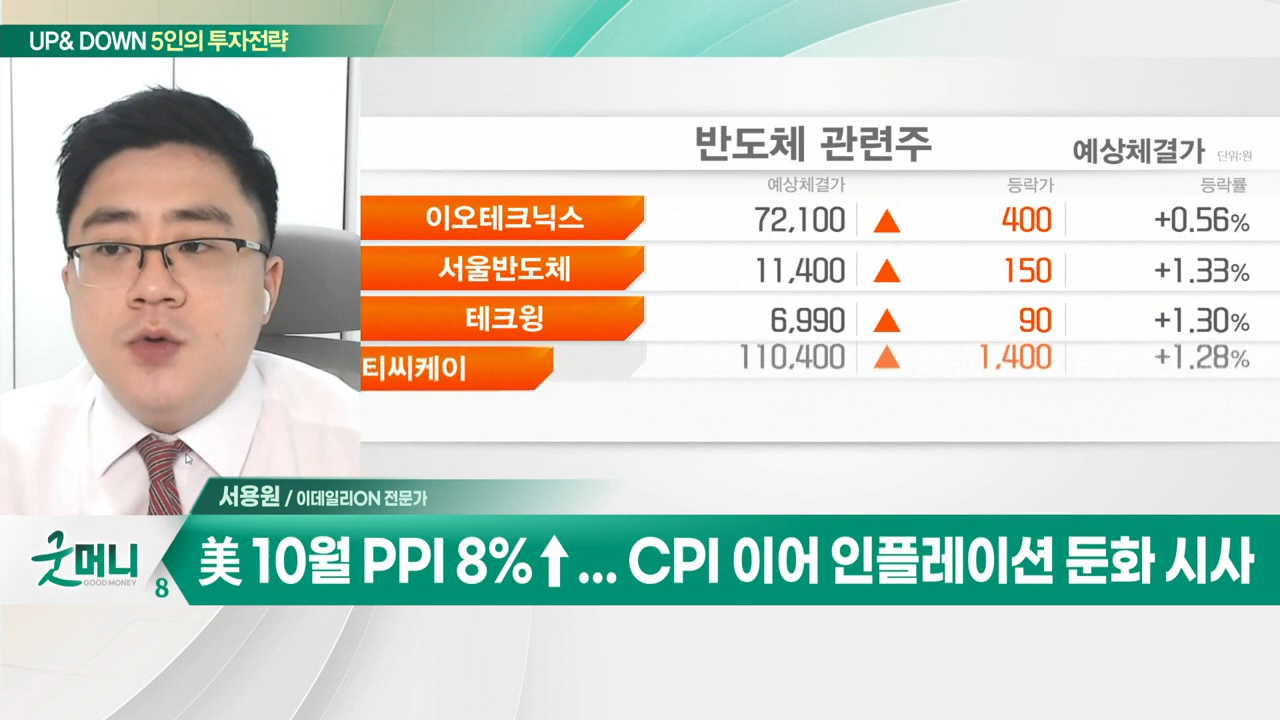 UP& DOWN 5인의 투자전략
반도체 관련주 예상체결가 단위:원
예상체결가 등락가 등락률
이오테크닉스 72,100 ▲ 400 +0.56%
서울반도체 11,400 ▲ 150 +1.33%
테크윙 6,990 ▲ 90 +1.30%
티씨케이 110,400 ▲ 1,400 +1.28%
서용원 / 이데일리ON 전문가
굿머니 GOOD MONEY 8
美 10월 PPI 8%↑... CPI 이어 인플레이션 둔화 시사